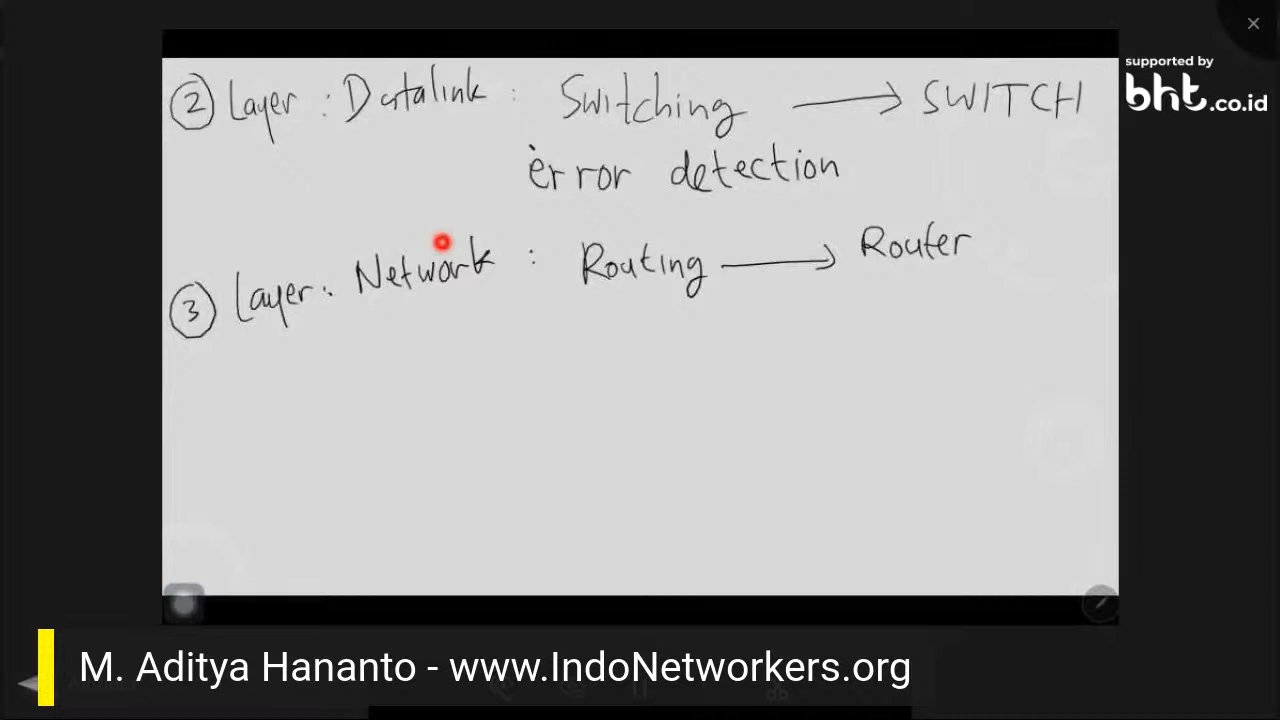 supported by
bht.co.id
② Layer : Datalink : Switching → SWITCH
error detection
③ Layer : Network : Routing → Router
M. Aditya Hananto - www.IndoNetworkers.org